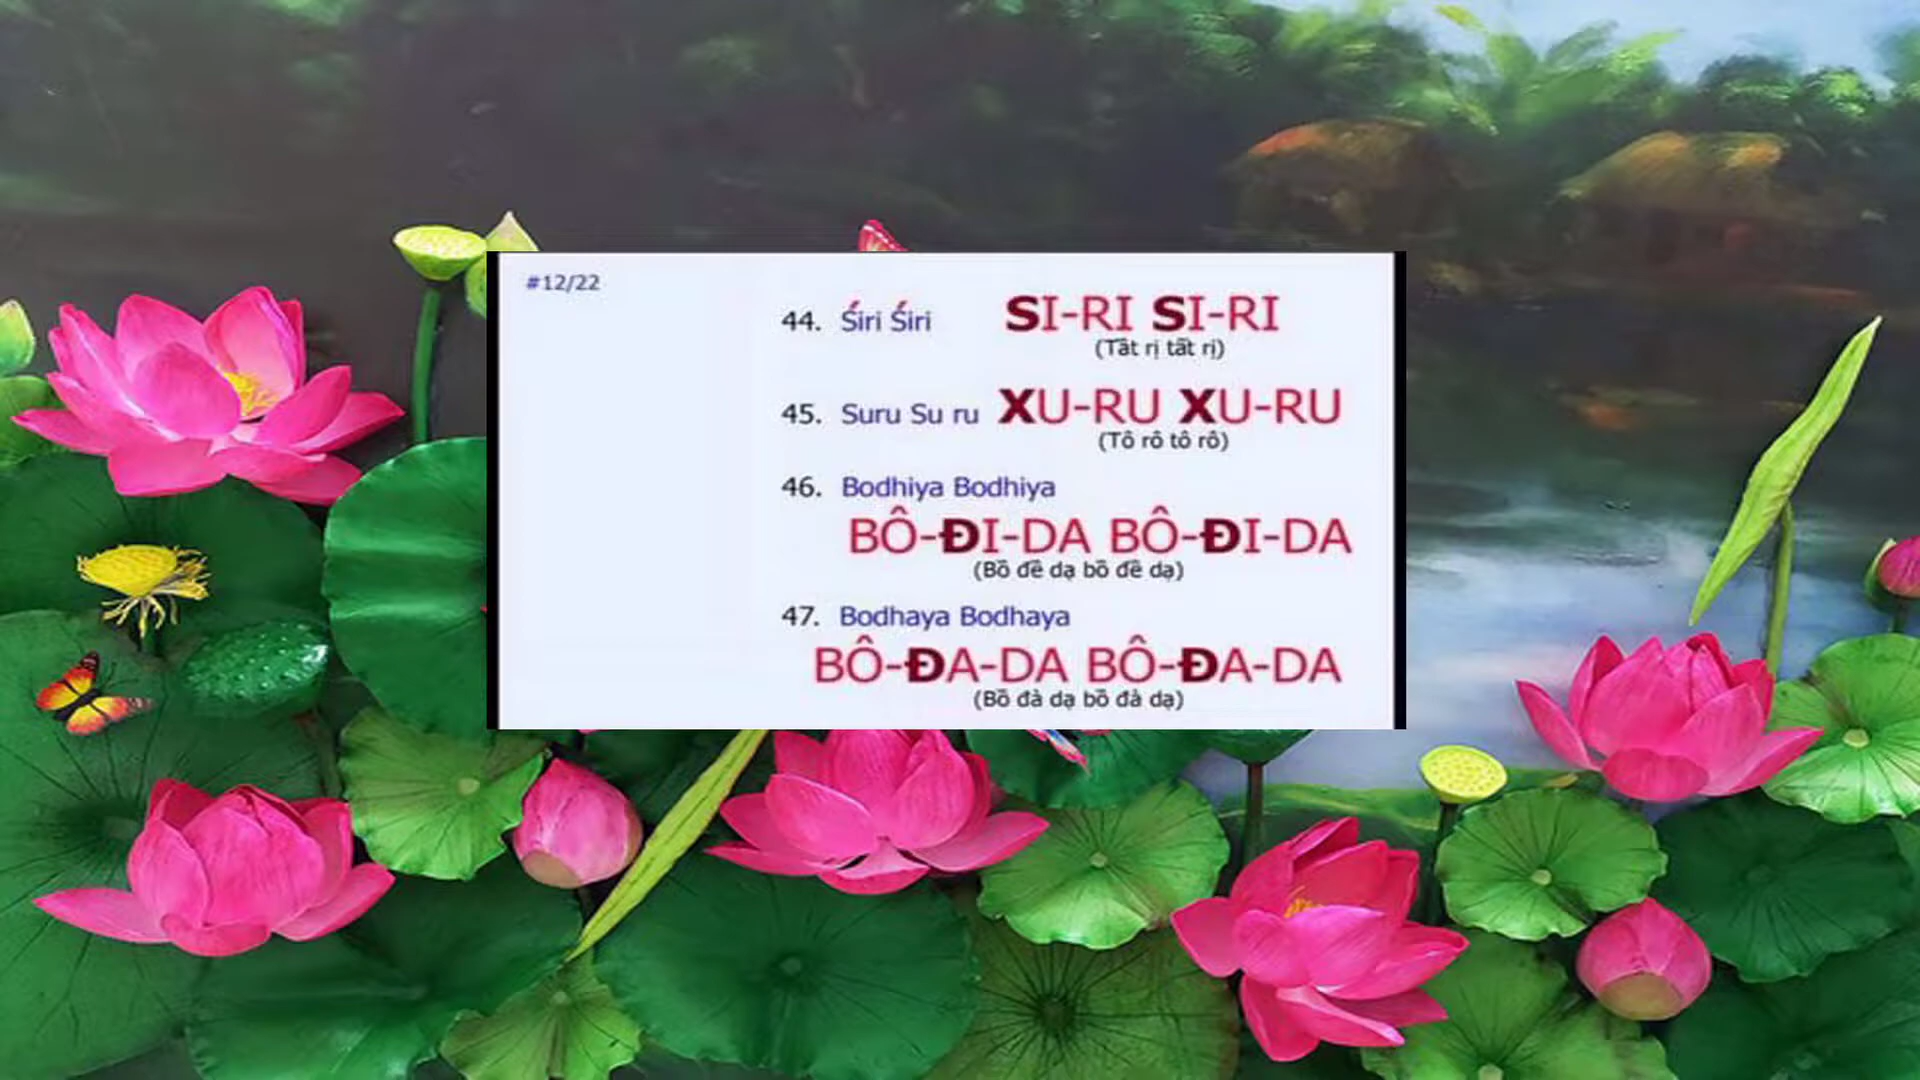 #12/22
44. Śiri Śiri SI-RI SI-RI
(Tất rị tất rị)
45. Suru Su ru XU-RU XU-RU
(Tô rô tô rô)
46. Bodhiya Bodhiya
BÔ-ĐI-DA BÔ-ĐI-DA
(Bồ đề dạ bồ đề dạ)
47. Bodhaya Bodhaya
BÔ-ĐA-DA BÔ-ĐA-DA
(Bồ đà dạ bồ đà dạ)